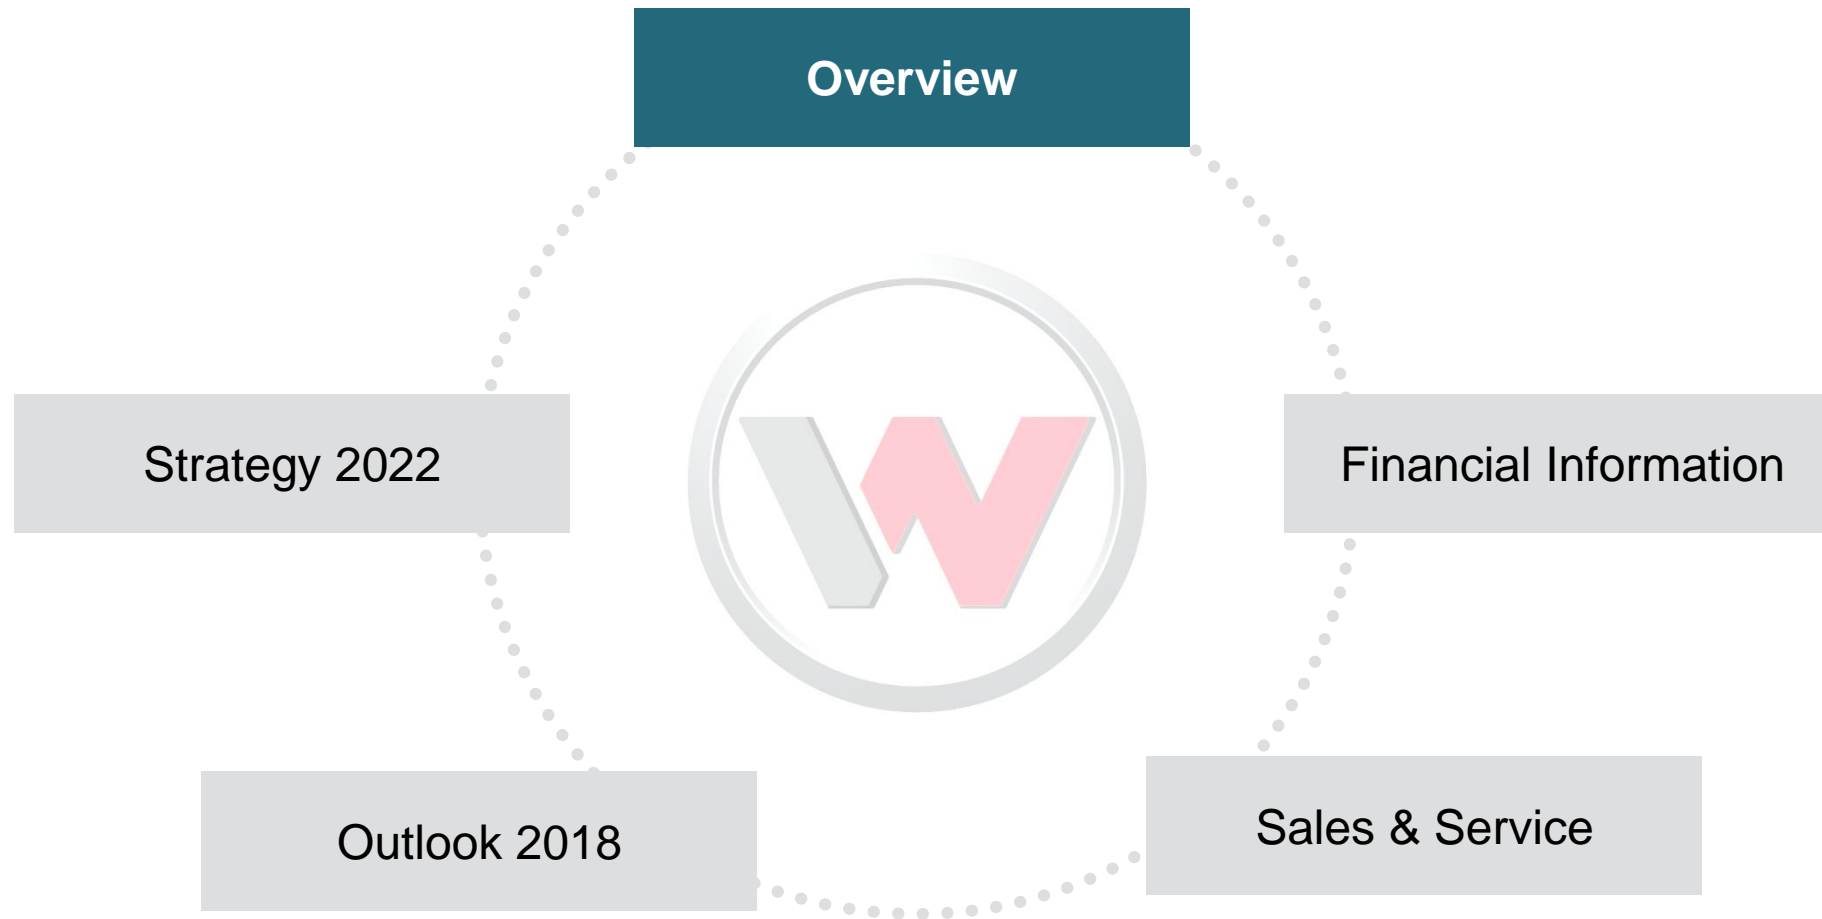 Overview
Strategy 2022
Financial Information
Outlook 2018
Sales & Service